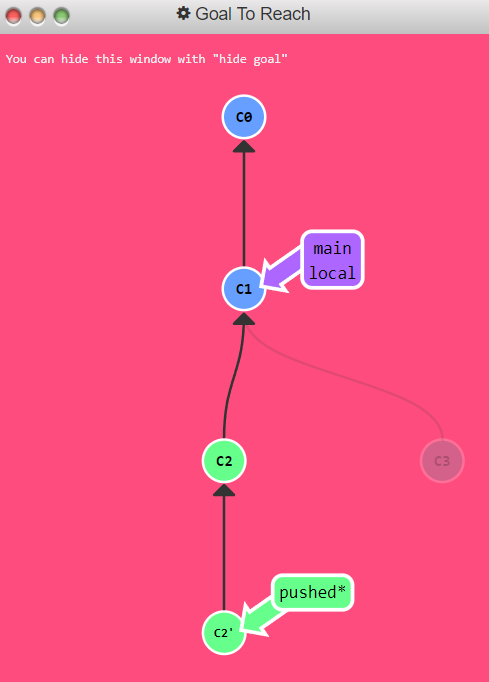 Goal To Reach
You can hide this window with "hide goal"
C0
main
local
C1
C2
C3
pushed*
C2'